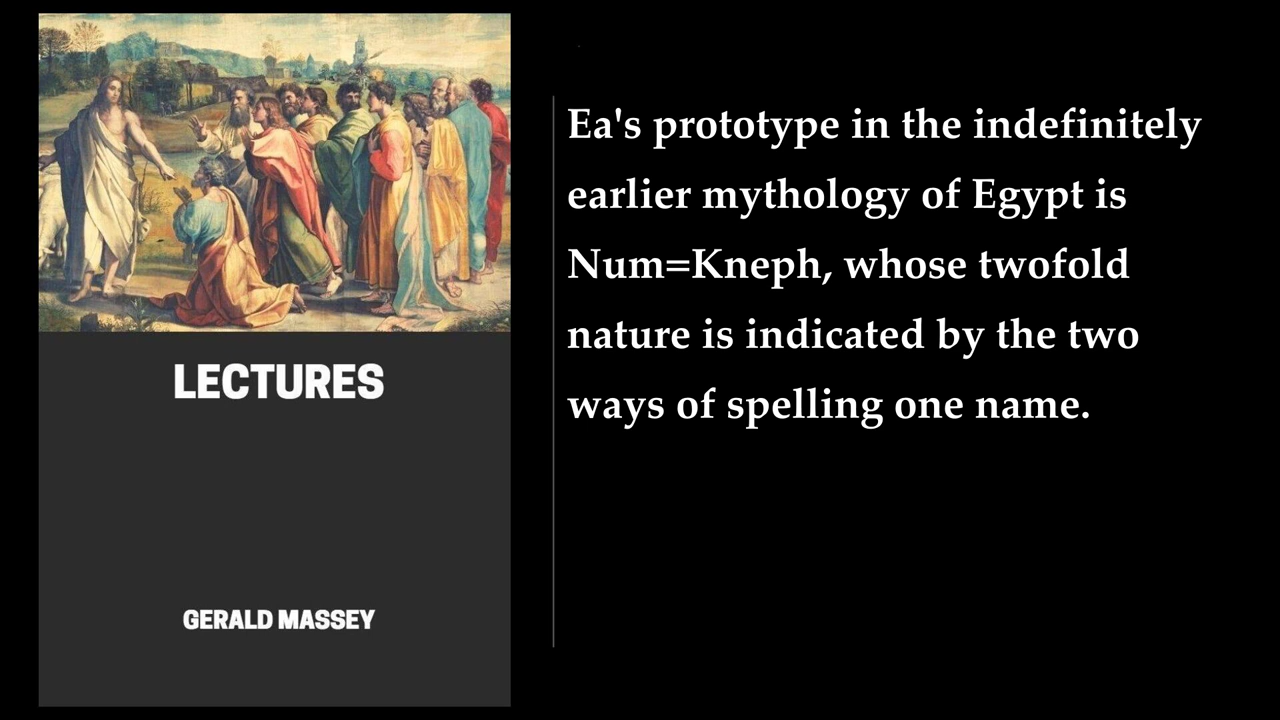 LECTURES
GERALD MASSEY
Ea's prototype in the indefinitely
earlier mythology of Egypt is
Num=Kneph, whose twofold
nature is indicated by the two
ways of spelling one name.